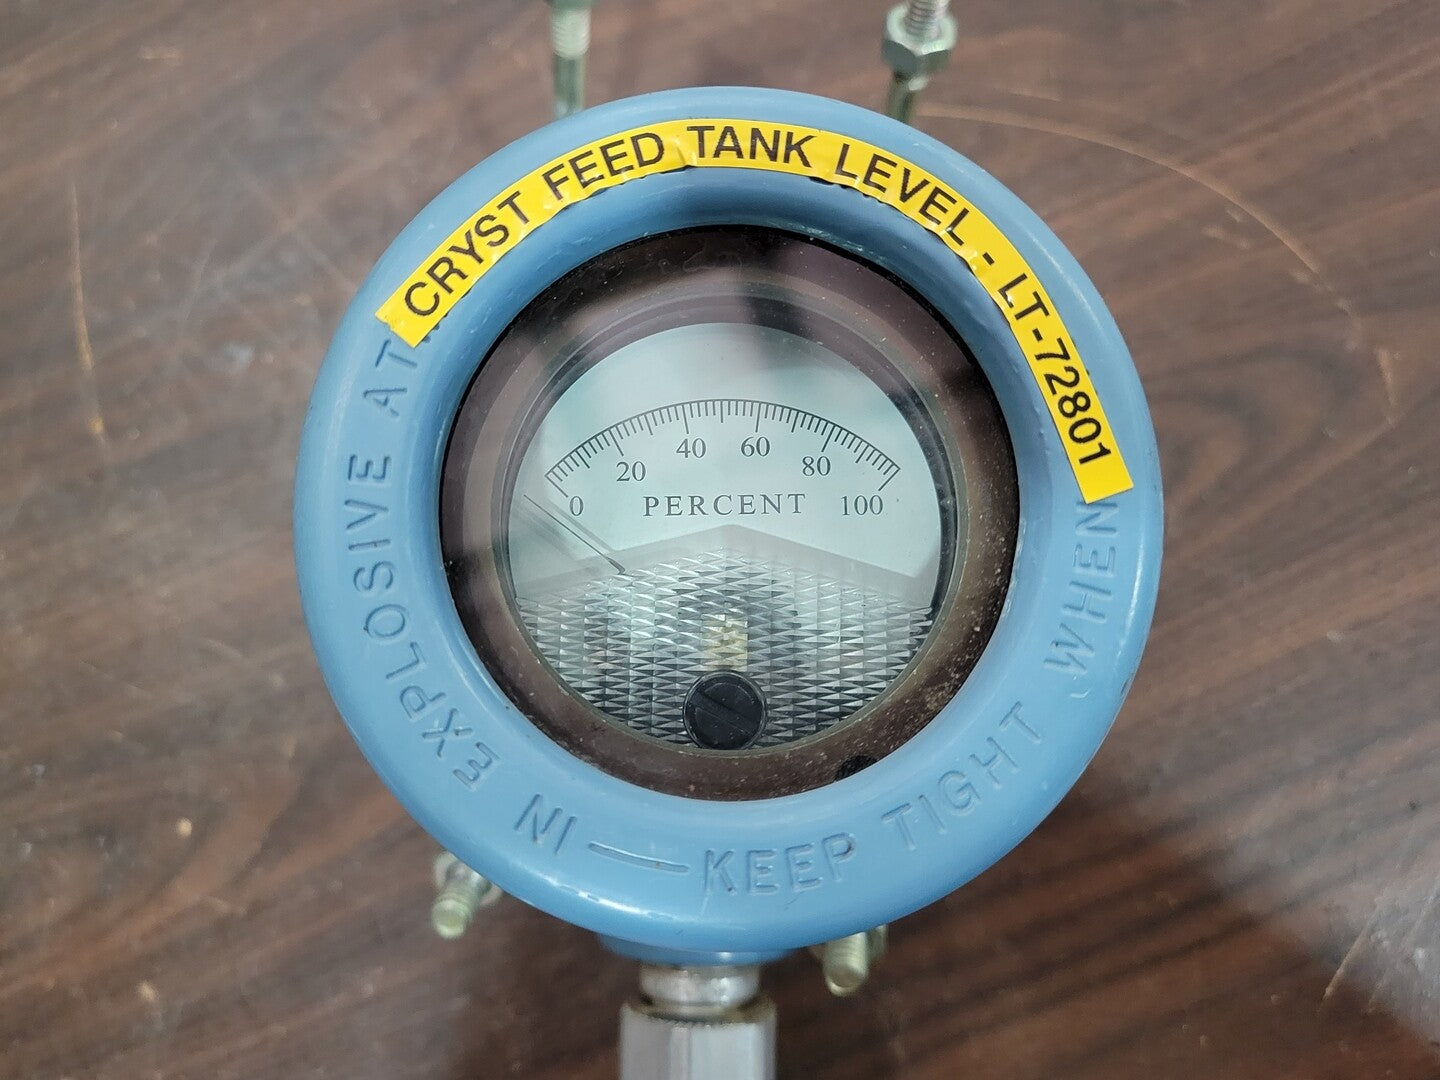 CRYST FEED TANK LEVEL - LT-72801
KEEP TIGHT WHEN
IN EXPLOSIVE AT
0 20 40 60 80 100
PERCENT